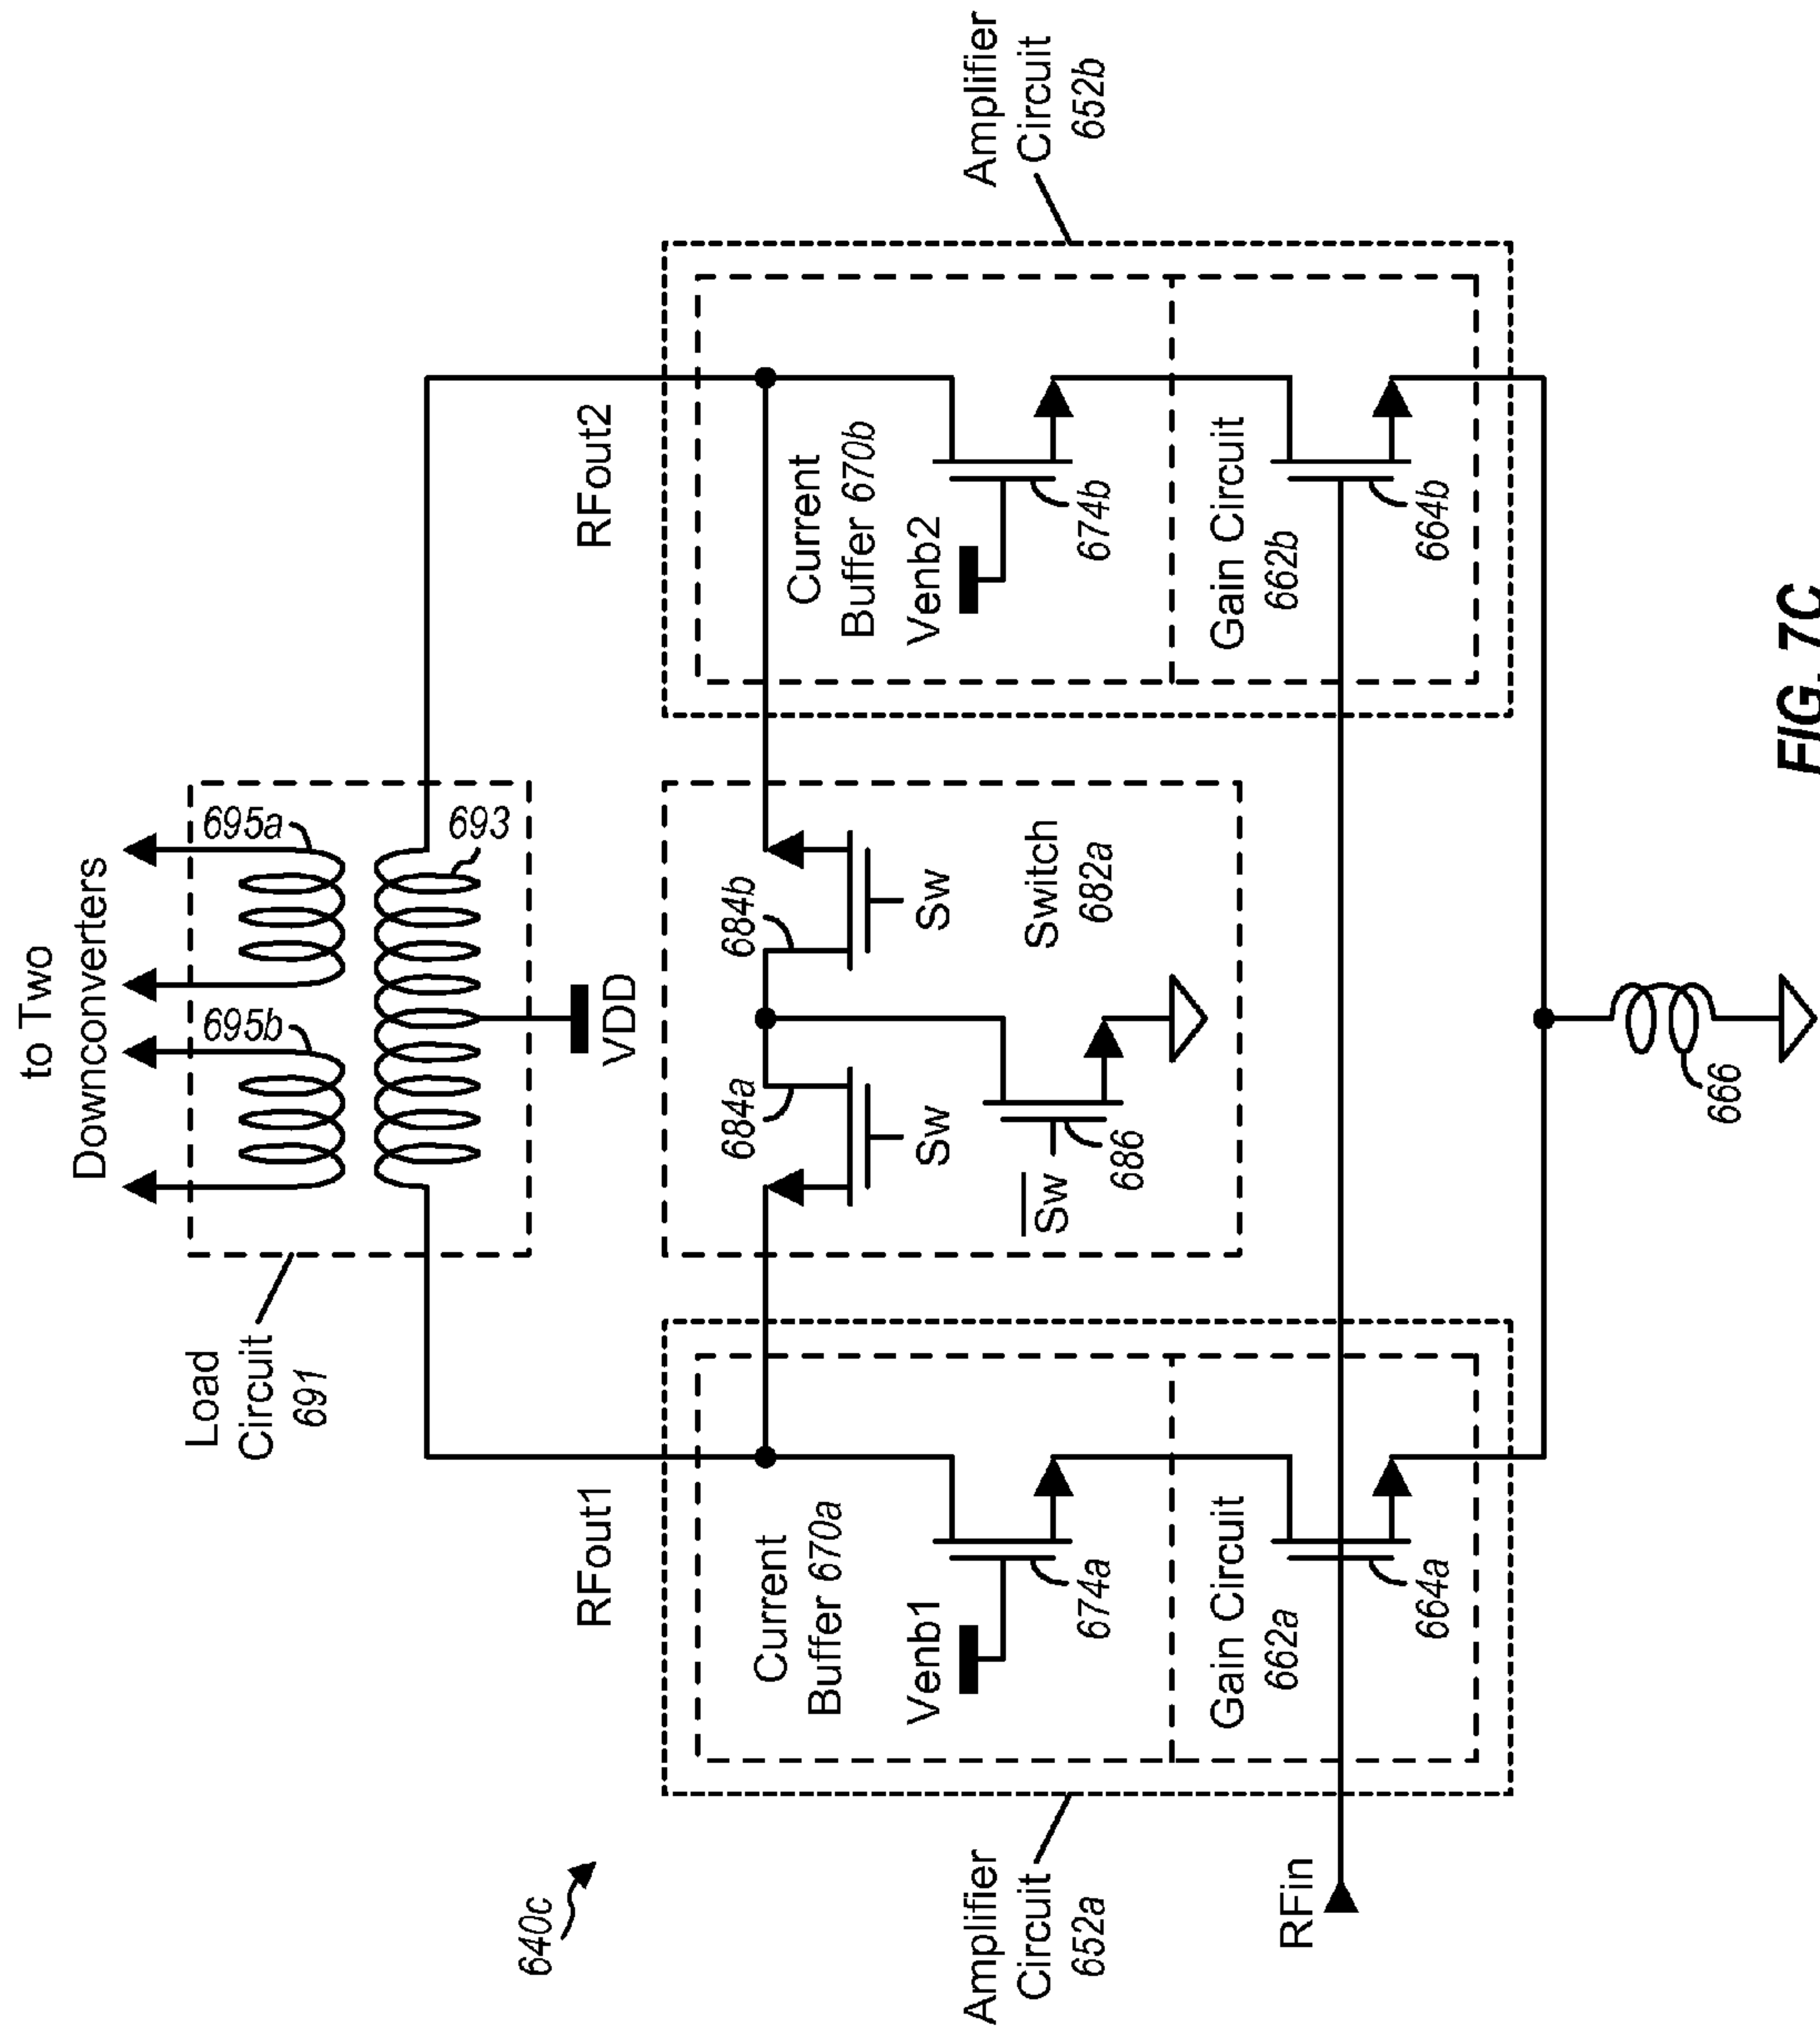 640c
to Two
Downconverters
Load
Circuit
691
695b
695a
693
VDD
RFout1
RFout2
Amplifier
Circuit
652a
Current
Buffer 670a
Venb1
674a
Gain Circuit
662a
664a
684a
684b
Sw
Sw
S̅w̅
686
Switch
682a
Current
Buffer 670b
Venb2
674b
Gain Circuit
662b
664b
Amplifier
Circuit
652b
RFin
666
FIG. 7C